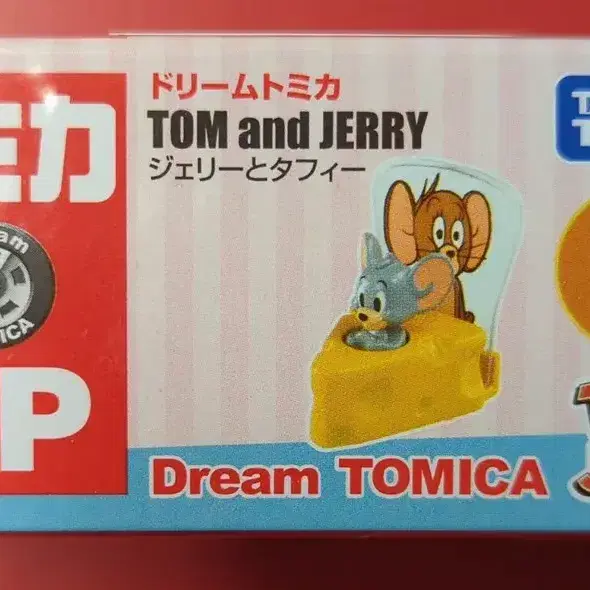 ドリームトミカ
TOM and JERRY
ジェリーとタフィー
ミカ
P
Dream TOMICA